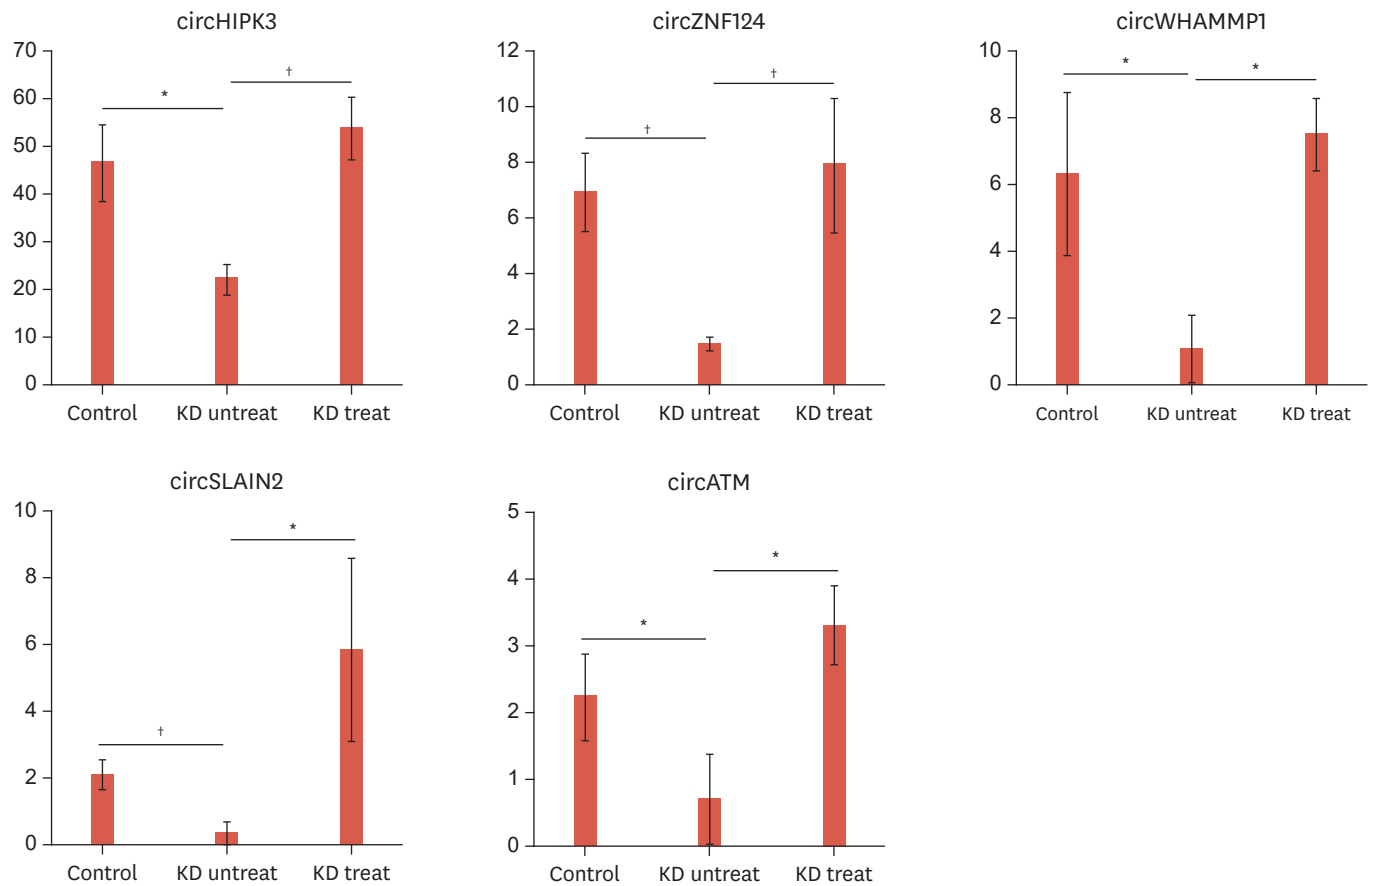 circHIPK3
70
60
50
40
30
20
10
0
*
†
Control
KD untreat
KD treat
circZNF124
12
10
8
6
4
2
0
†
†
Control
KD untreat
KD treat
circWHAMMP1
10
8
6
4
2
0
*
*
Control
KD untreat
KD treat
circSLAIN2
10
8
6
4
2
0
†
*
Control
KD untreat
KD treat
circATM
5
4
3
2
1
0
*
*
Control
KD untreat
KD treat